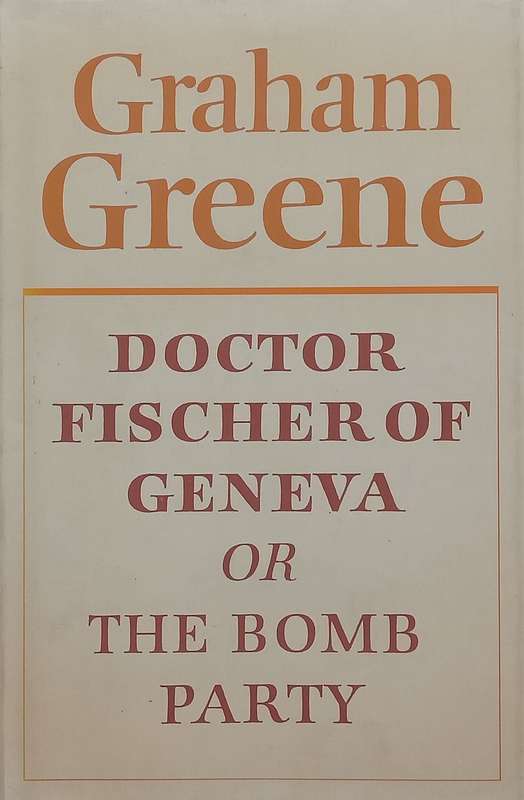 Graham
Greene
DOCTOR
FISCHER OF
GENEVA
OR
THE BOMB
PARTY